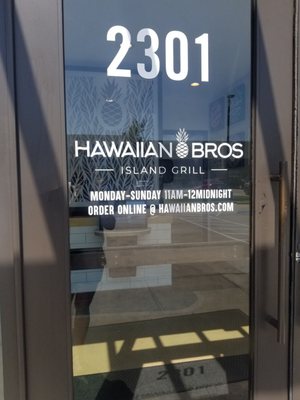 2301
HAWAIIAN BROS
ISLAND GRILL
MONDAY-SUNDAY 11AM-12MIDNIGHT
ORDER ONLINE @ HAWAIIANBROS.COM
2301